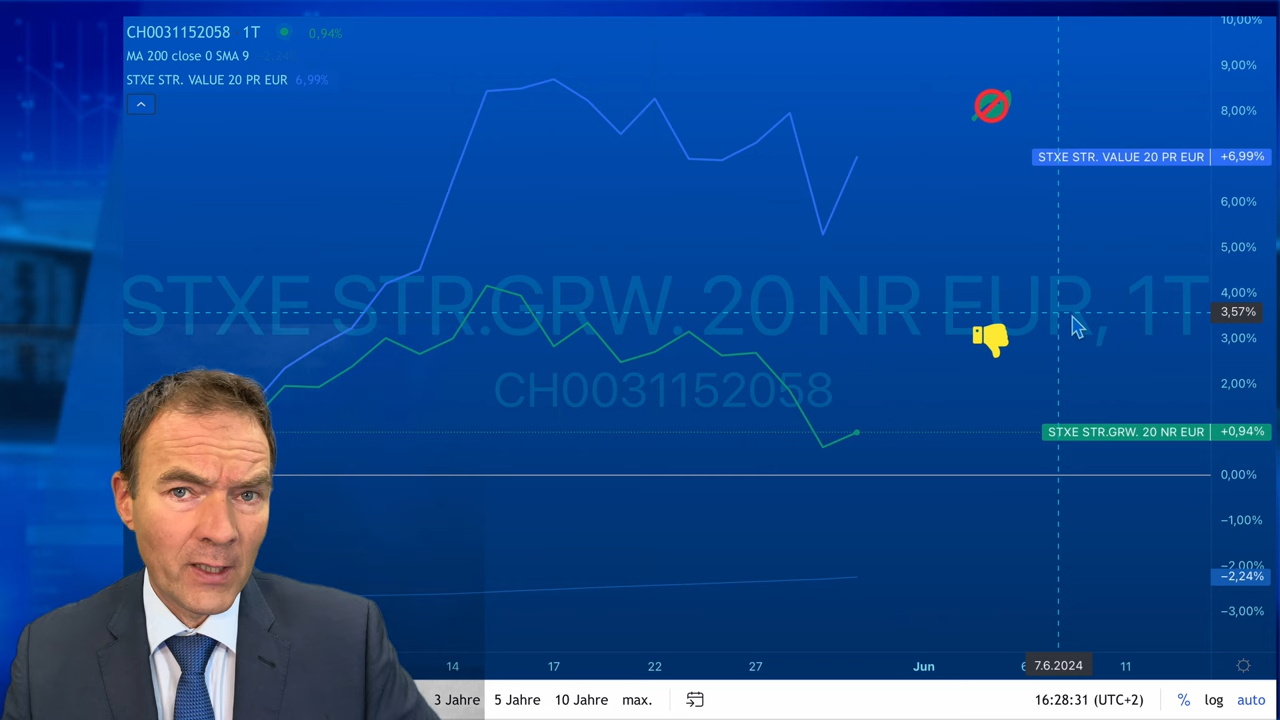 CH0031152058 1T 0,94%
MA 200 close 0 SMA 9
STXE STR. VALUE 20 PR EUR 6,99%
10,00%
9,00%
8,00%
STXE STR. VALUE 20 PR EUR +6,99%
6,00%
5,00%
4,00%
STXE STR.GRW. 20 NR EUR, 1T
3,57%
3,00%
CH0031152058
2,00%
STXE STR.GRW. 20 NR EUR +0,94%
0,00%
−1,00%
−2,00%
−2,24%
−3,00%
14 17 22 27 Jun 7.6.2024 11
3 Jahre 5 Jahre 10 Jahre max. 16:28:31 (UTC+2) % log auto